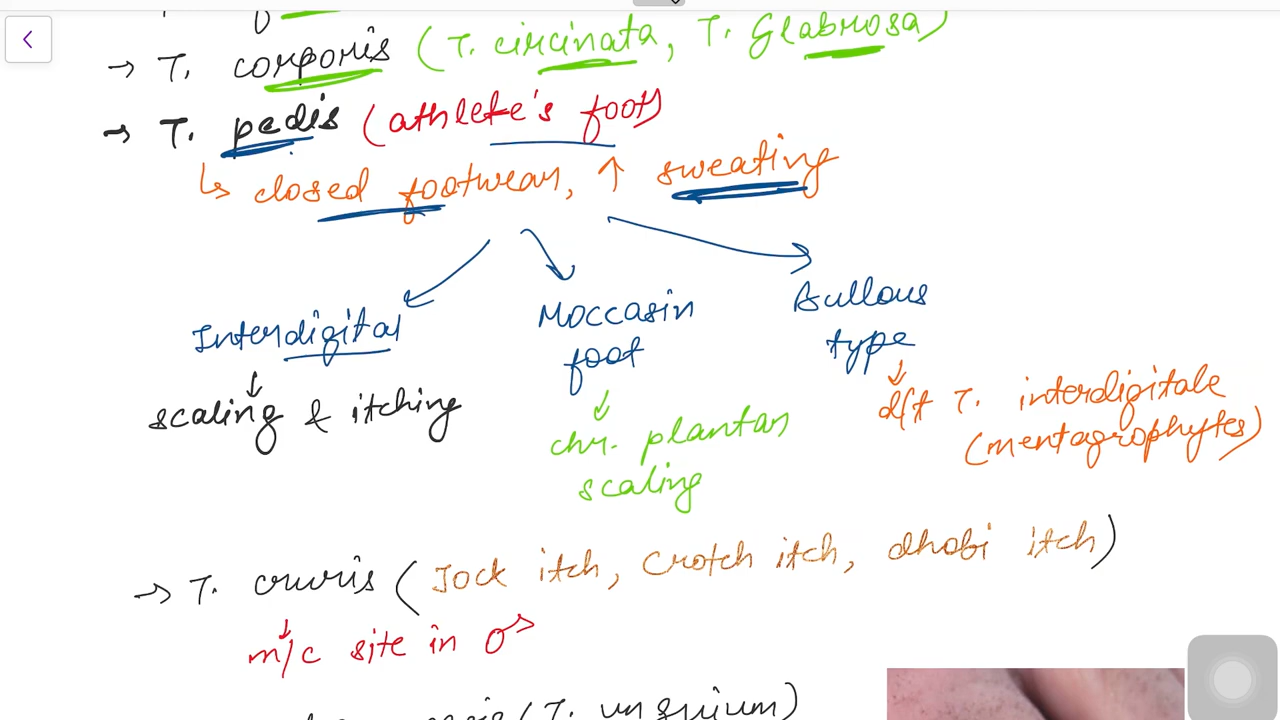 → T. corporis (T. circinata, T. Glabrosa)
→ T. pedis (athlete's foot)
↳ closed footwear, ↑ sweating
Interdigital
↓
scaling & itching
Moccasin
foot
↓
chr. plantar
scaling
Bullous
type
↓
d/t T. interdigitale
(mentagrophytes)
→ T. cruris (Jock itch, Crotch itch, dhobi itch)
↓
m/c site in ♂
(T. unguium)